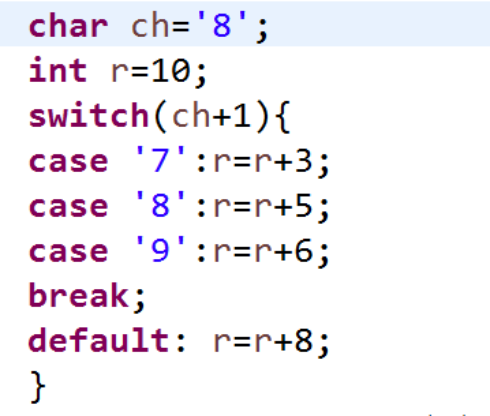 char ch='8';
int r=10;
switch(ch+1){
case '7':r=r+3;
case '8':r=r+5;
case '9':r=r+6;
break;
default: r=r+8;
}